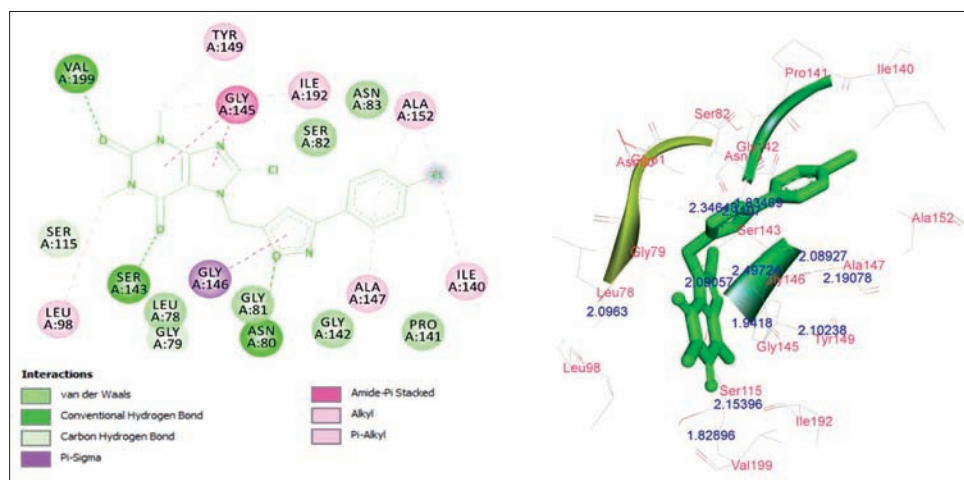 TYR
A:149
VAL
A:199
ILE
A:192
ASN
A:83
GLY
A:145
ALA
A:152
SER
A:82
O
N
N
Cl
N
N
O
SER
A:115
SER
A:143
GLY
A:146
O
N
LEU
A:98
LEU
A:78
GLY
A:79
GLY
A:81
ASN
A:80
GLY
A:142
ALA
A:147
PRO
A:141
ILE
A:140
Interactions
van der Waals
Conventional Hydrogen Bond
Carbon Hydrogen Bond
Pi-Sigma
Amide-Pi Stacked
Alkyl
Pi-Alkyl
Pro141
Ile140
Ser82
Ala152
Ser143
Gly79
2.08927
2.49724
Ala147
2.19078
Leu78
2.0963
1.9418
2.10238
Tyr149
Gly145
Leu98
Ser115
2.15396
Ile192
1.82896
Val199